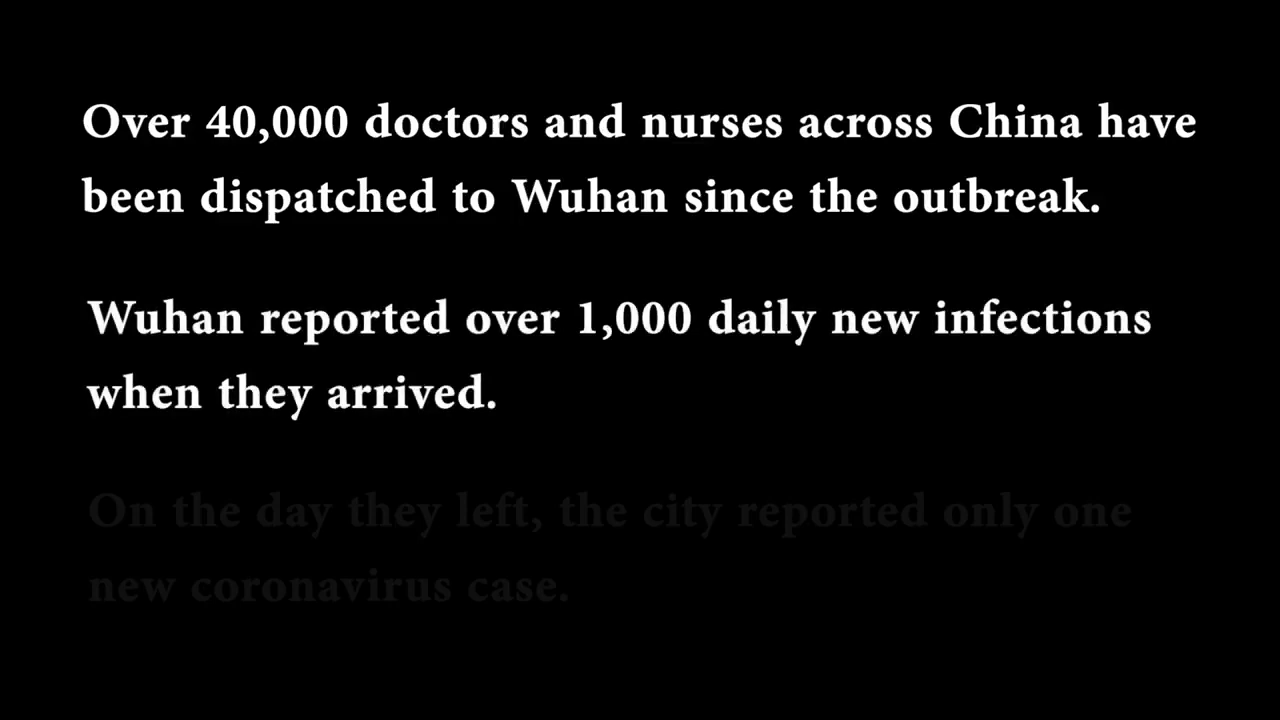 Over 40,000 doctors and nurses across China have
been dispatched to Wuhan since the outbreak.
Wuhan reported over 1,000 daily new infections
when they arrived.
On the day they left, the city reported only one
new coronavirus case.